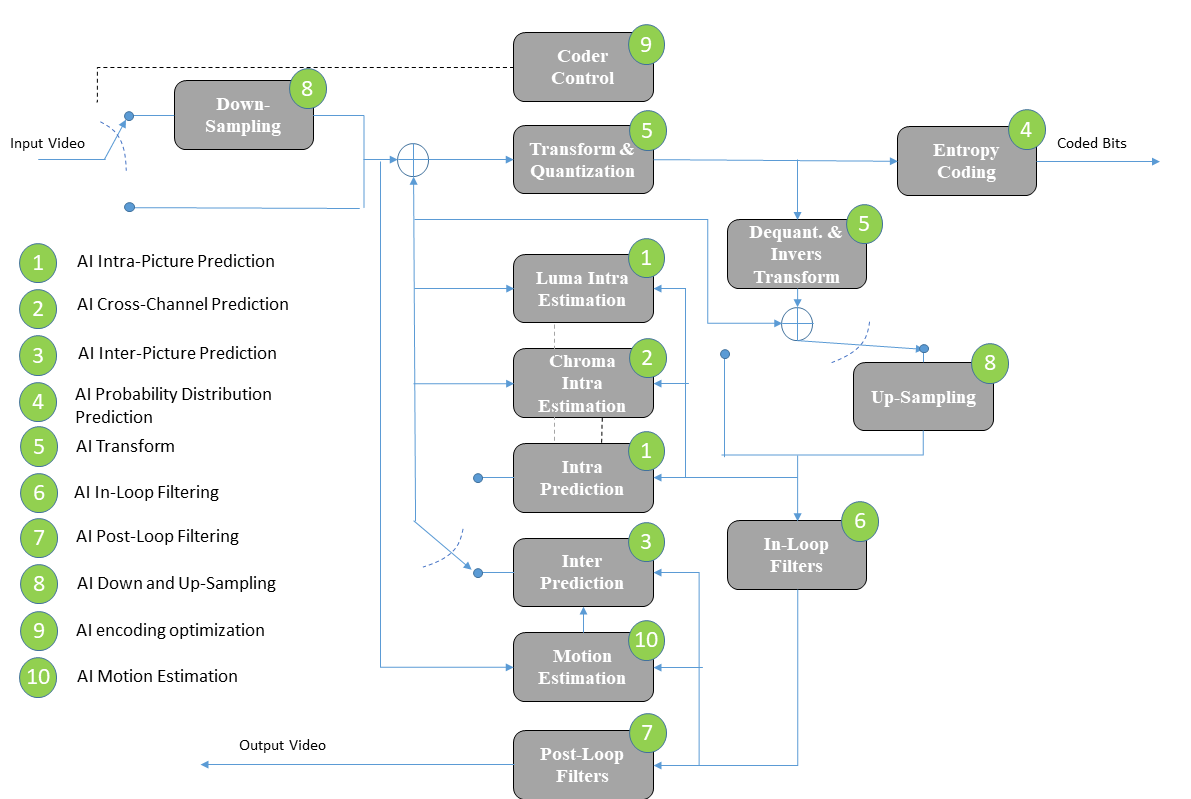 9
Coder
Control
8
Down-
Sampling
Input Video
5
Transform &
Quantization
4
Entropy
Coding
Coded Bits
5
Dequant. &
Invers
Transform
1
Luma Intra
Estimation
2
Chroma
Intra
Estimation
8
Up-Sampling
1
Intra
Prediction
6
In-Loop
Filters
3
Inter
Prediction
10
Motion
Estimation
7
Post-Loop
Filters
Output Video
1 AI Intra-Picture Prediction
2 AI Cross-Channel Prediction
3 AI Inter-Picture Prediction
4 AI Probability Distribution
Prediction
5 AI Transform
6 AI In-Loop Filtering
7 AI Post-Loop Filtering
8 AI Down and Up-Sampling
9 AI encoding optimization
10 AI Motion Estimation